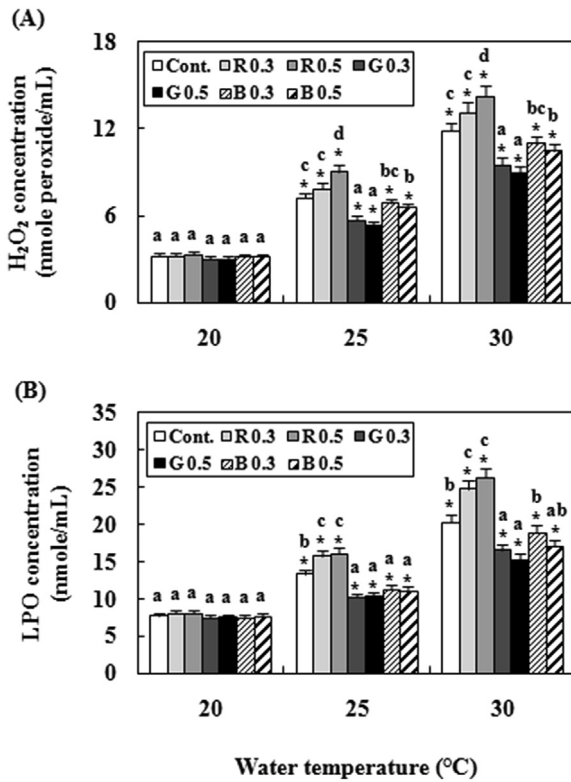 (A)
H₂O₂ concentration
(nmole peroxide/mL)
18
12
6
0
Cont. R 0.3 R 0.5 G 0.3
G 0.5 B 0.3 B 0.5
a a a a a a a
c c d a a bc b
* * * * * * *
c c d a a bc b
* * * * * * *
20 25 30
(B)
LPO concentration
(nmole/mL)
35
30
25
20
15
10
5
0
Cont. R 0.3 R 0.5 G 0.3
G 0.5 B 0.3 B 0.5
a a a a a a a
b c c a a a a
* * * * * * *
b c c a a b ab
* * * * * * *
20 25 30
Water temperature (°C)